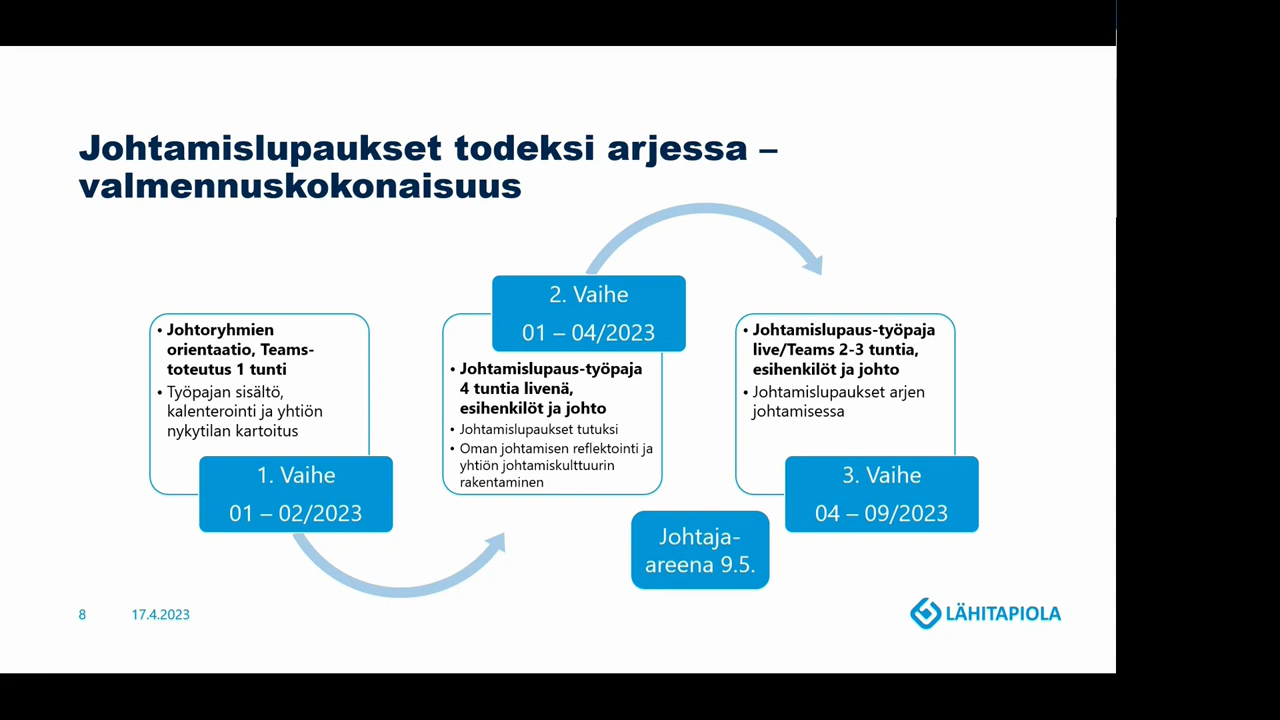 Johtamislupaukset todeksi arjessa –
valmennuskokonaisuus
• Johtoryhmien
orientaatio, Teams-
toteutus 1 tunti
• Työpajan sisältö,
kalenterointi ja yhtiön
nykytilan kartoitus
1. Vaihe
01 – 02/2023
2. Vaihe
01 – 04/2023
• Johtamislupaus-työpaja
4 tuntia livenä,
esihenkilöt ja johto
• Johtamislupaukset tutuksi
• Oman johtamisen reflektointi ja
yhtiön johtamiskulttuurin
rakentaminen
• Johtamislupaus-työpaja
live/Teams 2-3 tuntia,
esihenkilöt ja johto
• Johtamislupaukset arjen
johtamisessa
3. Vaihe
04 – 09/2023
Johtaja-
areena 9.5.
8 17.4.2023
LÄHITAPIOLA